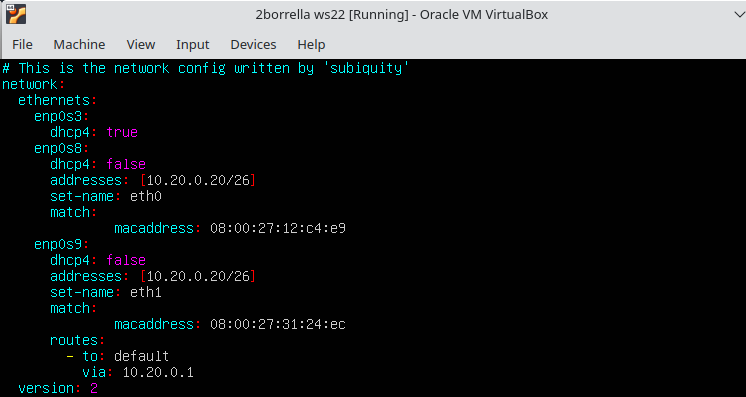 2borrella ws22 [Running] - Oracle VM VirtualBox
File Machine View Input Devices Help
# This is the network config written by 'subiquity'
network:
  ethernets:
    enp0s3:
      dhcp4: true
    enp0s8:
      dhcp4: false
      addresses: [10.20.0.20/26]
      set-name: eth0
      match:
              macaddress: 08:00:27:12:c4:e9
    enp0s9:
      dhcp4: false
      addresses: [10.20.0.20/26]
      set-name: eth1
      match:
              macaddress: 08:00:27:31:24:ec
      routes:
        - to: default
          via: 10.20.0.1
  version: 2